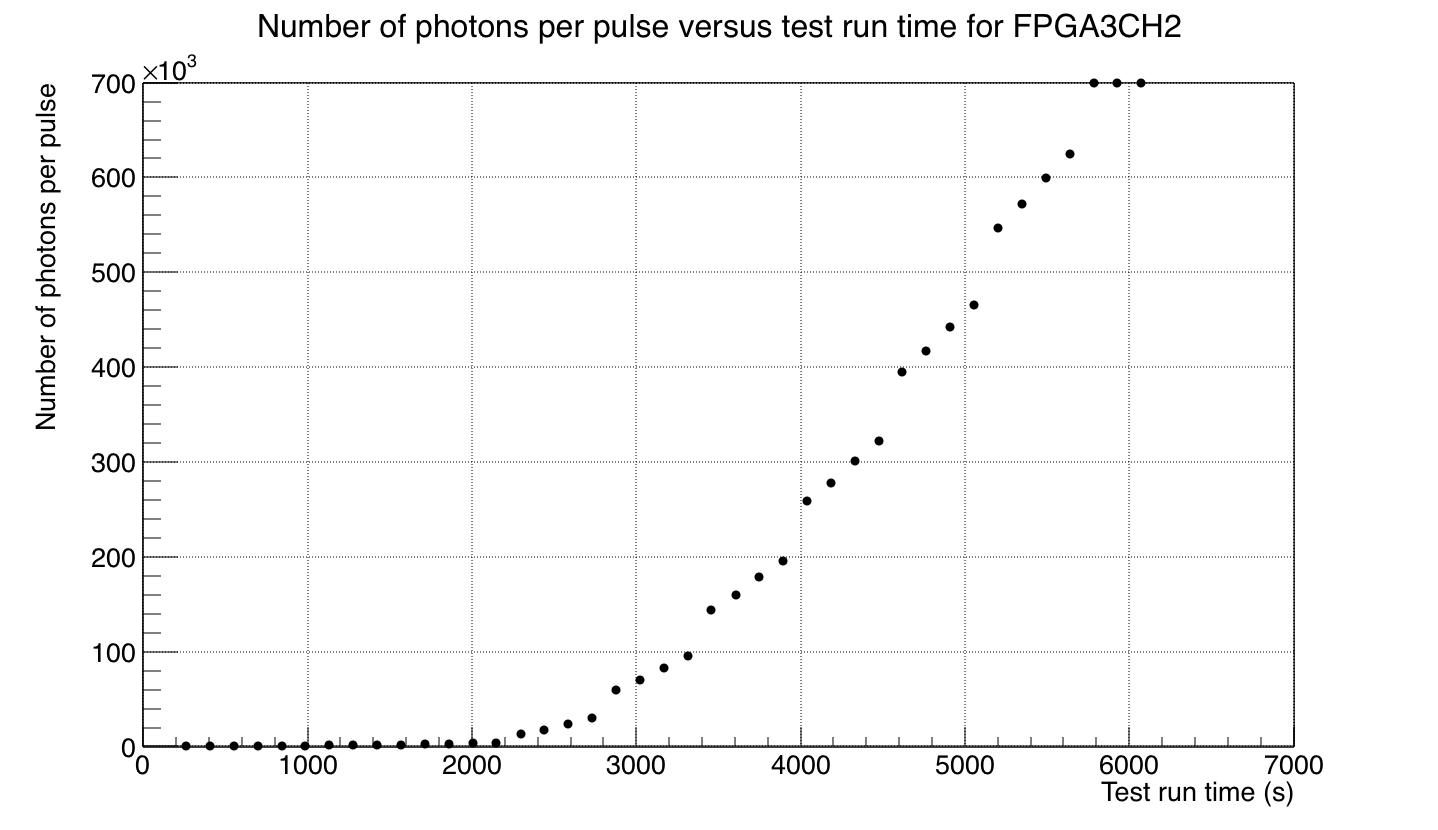 Number of photons per pulse versus test run time for FPGA3CH2
×10³
Number of photons per pulse
700
600
500
400
300
200
100
0
0 1000 2000 3000 4000 5000 6000 7000
Test run time (s)